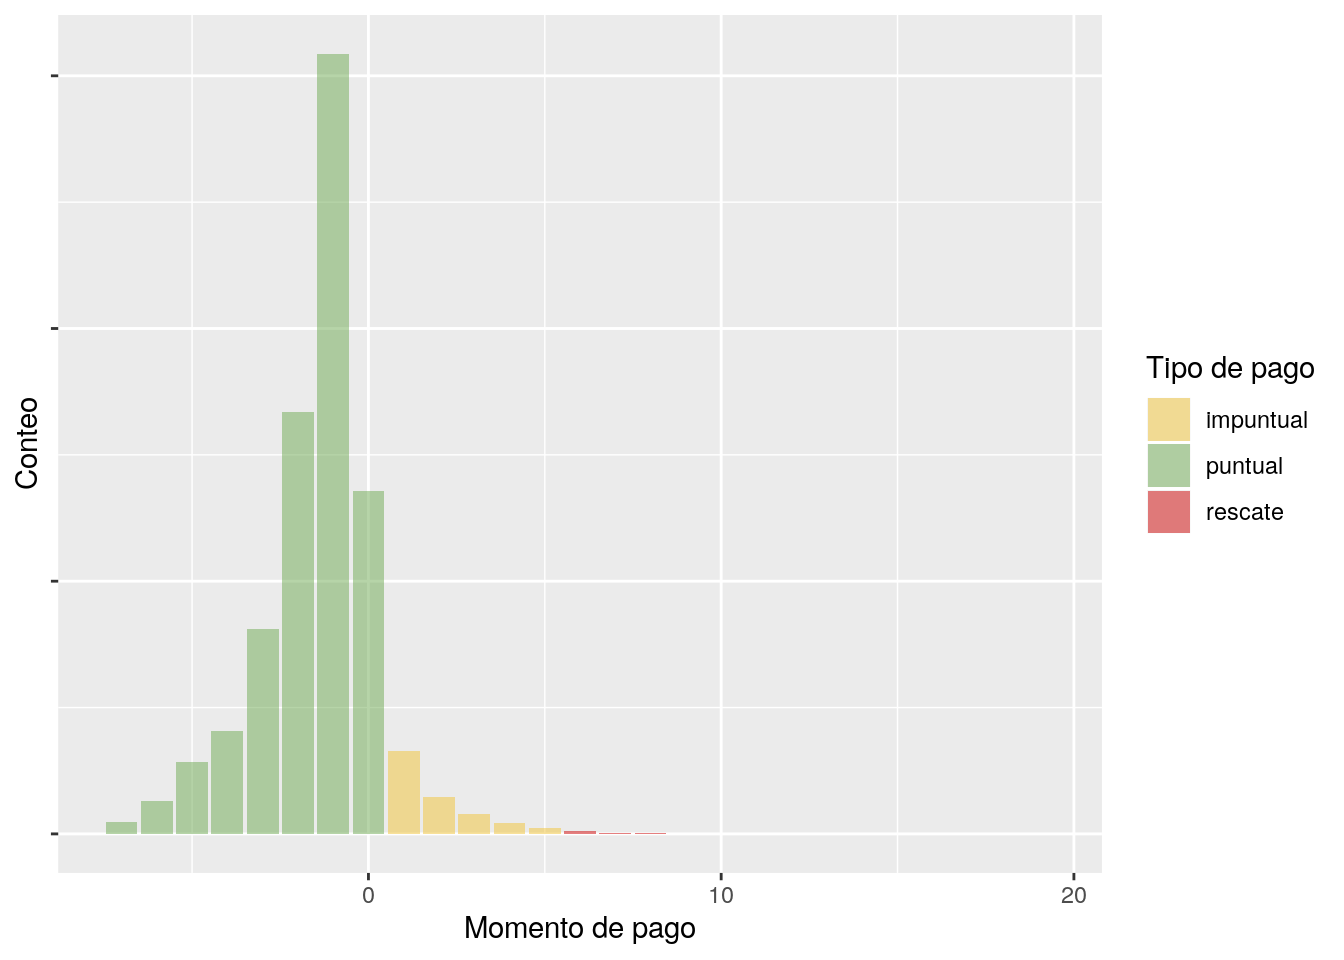 Conteo
0
10
20
Momento de pago
Tipo de pago
impuntual
puntual
rescate